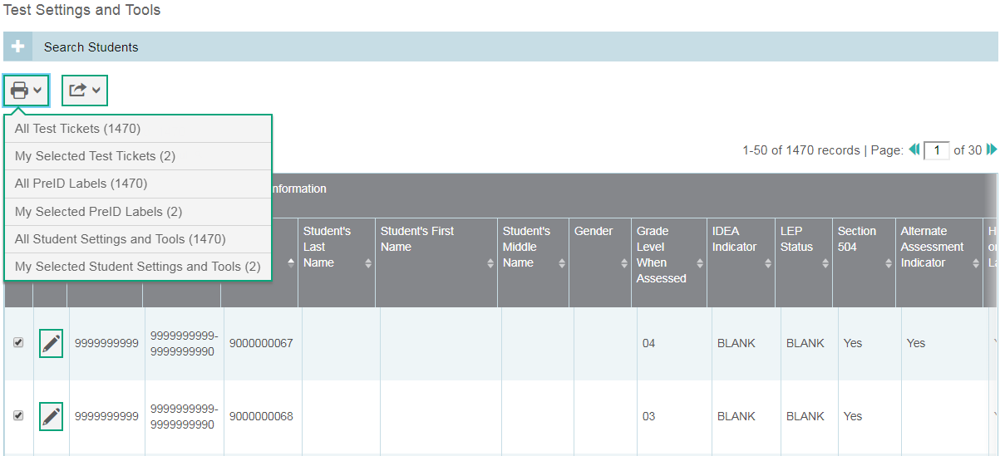 Test Settings and Tools
Search Students
All Test Tickets (1470)
My Selected Test Tickets (2)
All PreID Labels (1470)
My Selected PreID Labels (2)
All Student Settings and Tools (1470)
My Selected Student Settings and Tools (2)
1-50 of 1470 records | Page: 1 of 30
nformation
Student's
Last
Name
Student's First
Name
Student's
Middle
Name
Gender
Grade
Level
When
Assessed
IDEA
Indicator
LEP
Status
Section
504
Alternate
Assessment
Indicator
9999999999
9999999999-
9999999990
9000000067
04
BLANK
BLANK
Yes
Yes
9999999999
9999999999-
9999999990
9000000068
03
BLANK
BLANK
Yes